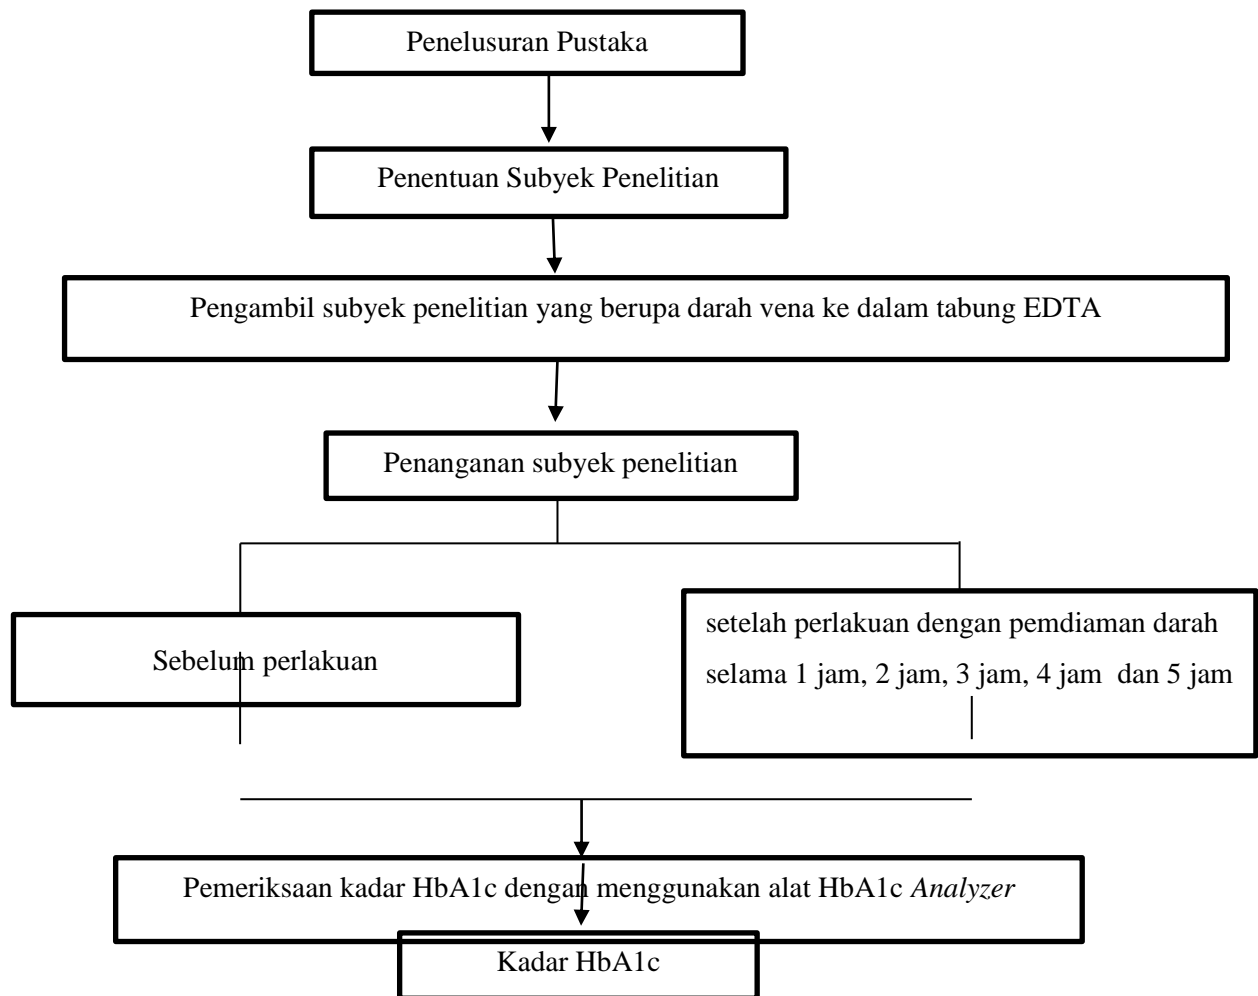 Penelusuran Pustaka
Penentuan Subyek Penelitian
Pengambil subyek penelitian yang berupa darah vena ke dalam tabung EDTA
Penanganan subyek penelitian
Sebelum perlakuan
setelah perlakuan dengan pemdiaman darah
selama 1 jam, 2 jam, 3 jam, 4 jam dan 5 jam
Pemeriksaan kadar HbA1c dengan menggunakan alat HbA1c Analyzer
Kadar HbA1c